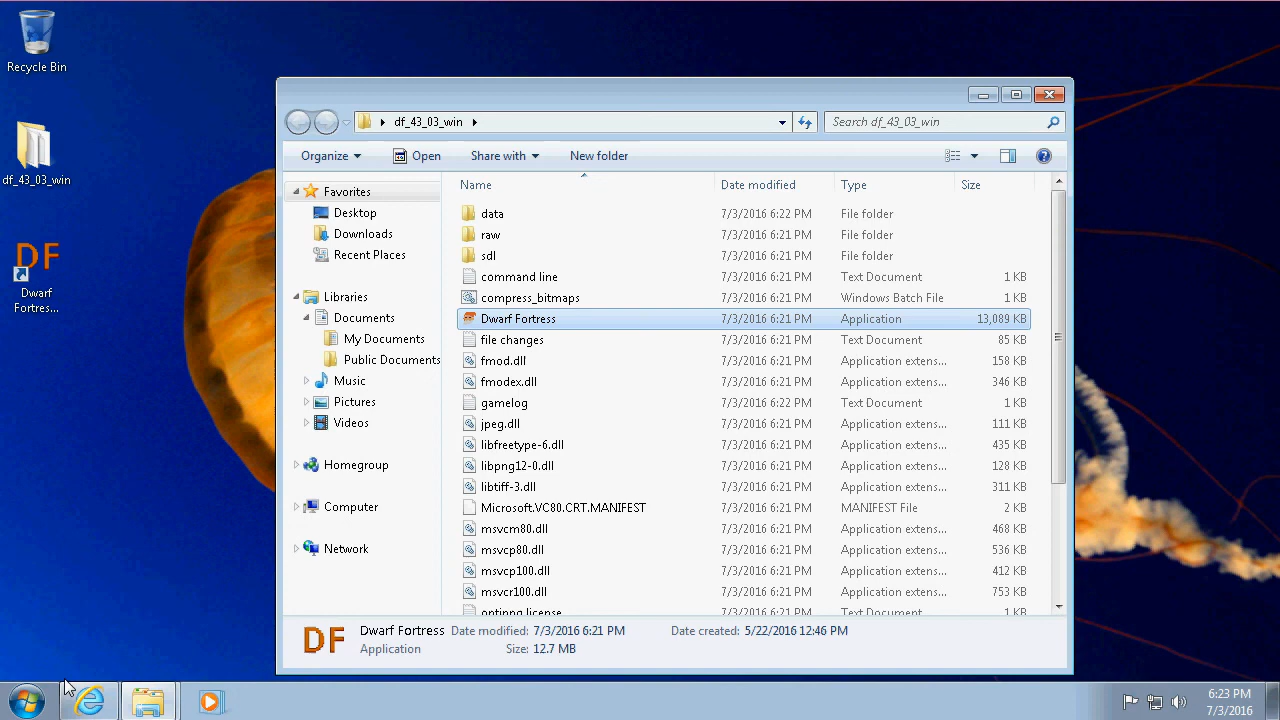 Recycle Bin
df_43_03_win
DF
Dwarf
Fortres...
df_43_03_win
Search df_43_03_win
Organize Open Share with New folder
Name Date modified Type Size
Favorites
Desktop
Downloads
Recent Places
Libraries
Documents
My Documents
Public Documents
Music
Pictures
Videos
Homegroup
Computer
Network
data 7/3/2016 6:22 PM File folder
raw 7/3/2016 6:21 PM File folder
sdl 7/3/2016 6:21 PM File folder
command line 7/3/2016 6:21 PM Text Document 1 KB
compress_bitmaps 7/3/2016 6:21 PM Windows Batch File 1 KB
Dwarf Fortress 7/3/2016 6:21 PM Application 13,089 KB
file changes 7/3/2016 6:21 PM Text Document 85 KB
fmod.dll 7/3/2016 6:21 PM Application extens... 158 KB
fmodex.dll 7/3/2016 6:21 PM Application extens... 346 KB
gamelog 7/3/2016 6:22 PM Text Document 1 KB
jpeg.dll 7/3/2016 6:21 PM Application extens... 111 KB
libfreetype-6.dll 7/3/2016 6:21 PM Application extens... 435 KB
libpng12-0.dll 7/3/2016 6:21 PM Application extens... 128 KB
libtiff-3.dll 7/3/2016 6:21 PM Application extens... 311 KB
Microsoft.VC80.CRT.MANIFEST 7/3/2016 6:21 PM MANIFEST File 2 KB
msvcm80.dll 7/3/2016 6:21 PM Application extens... 468 KB
msvcp80.dll 7/3/2016 6:21 PM Application extens... 536 KB
msvcp100.dll 7/3/2016 6:21 PM Application extens... 412 KB
msvcr100.dll 7/3/2016 6:21 PM Application extens... 753 KB
optipng license 7/3/2016 6:21 PM Text Document 1 KB
DF
Dwarf Fortress Date modified: 7/3/2016 6:21 PM Date created: 5/22/2016 12:46 PM
Application Size: 12.7 MB
6:23 PM
7/3/2016